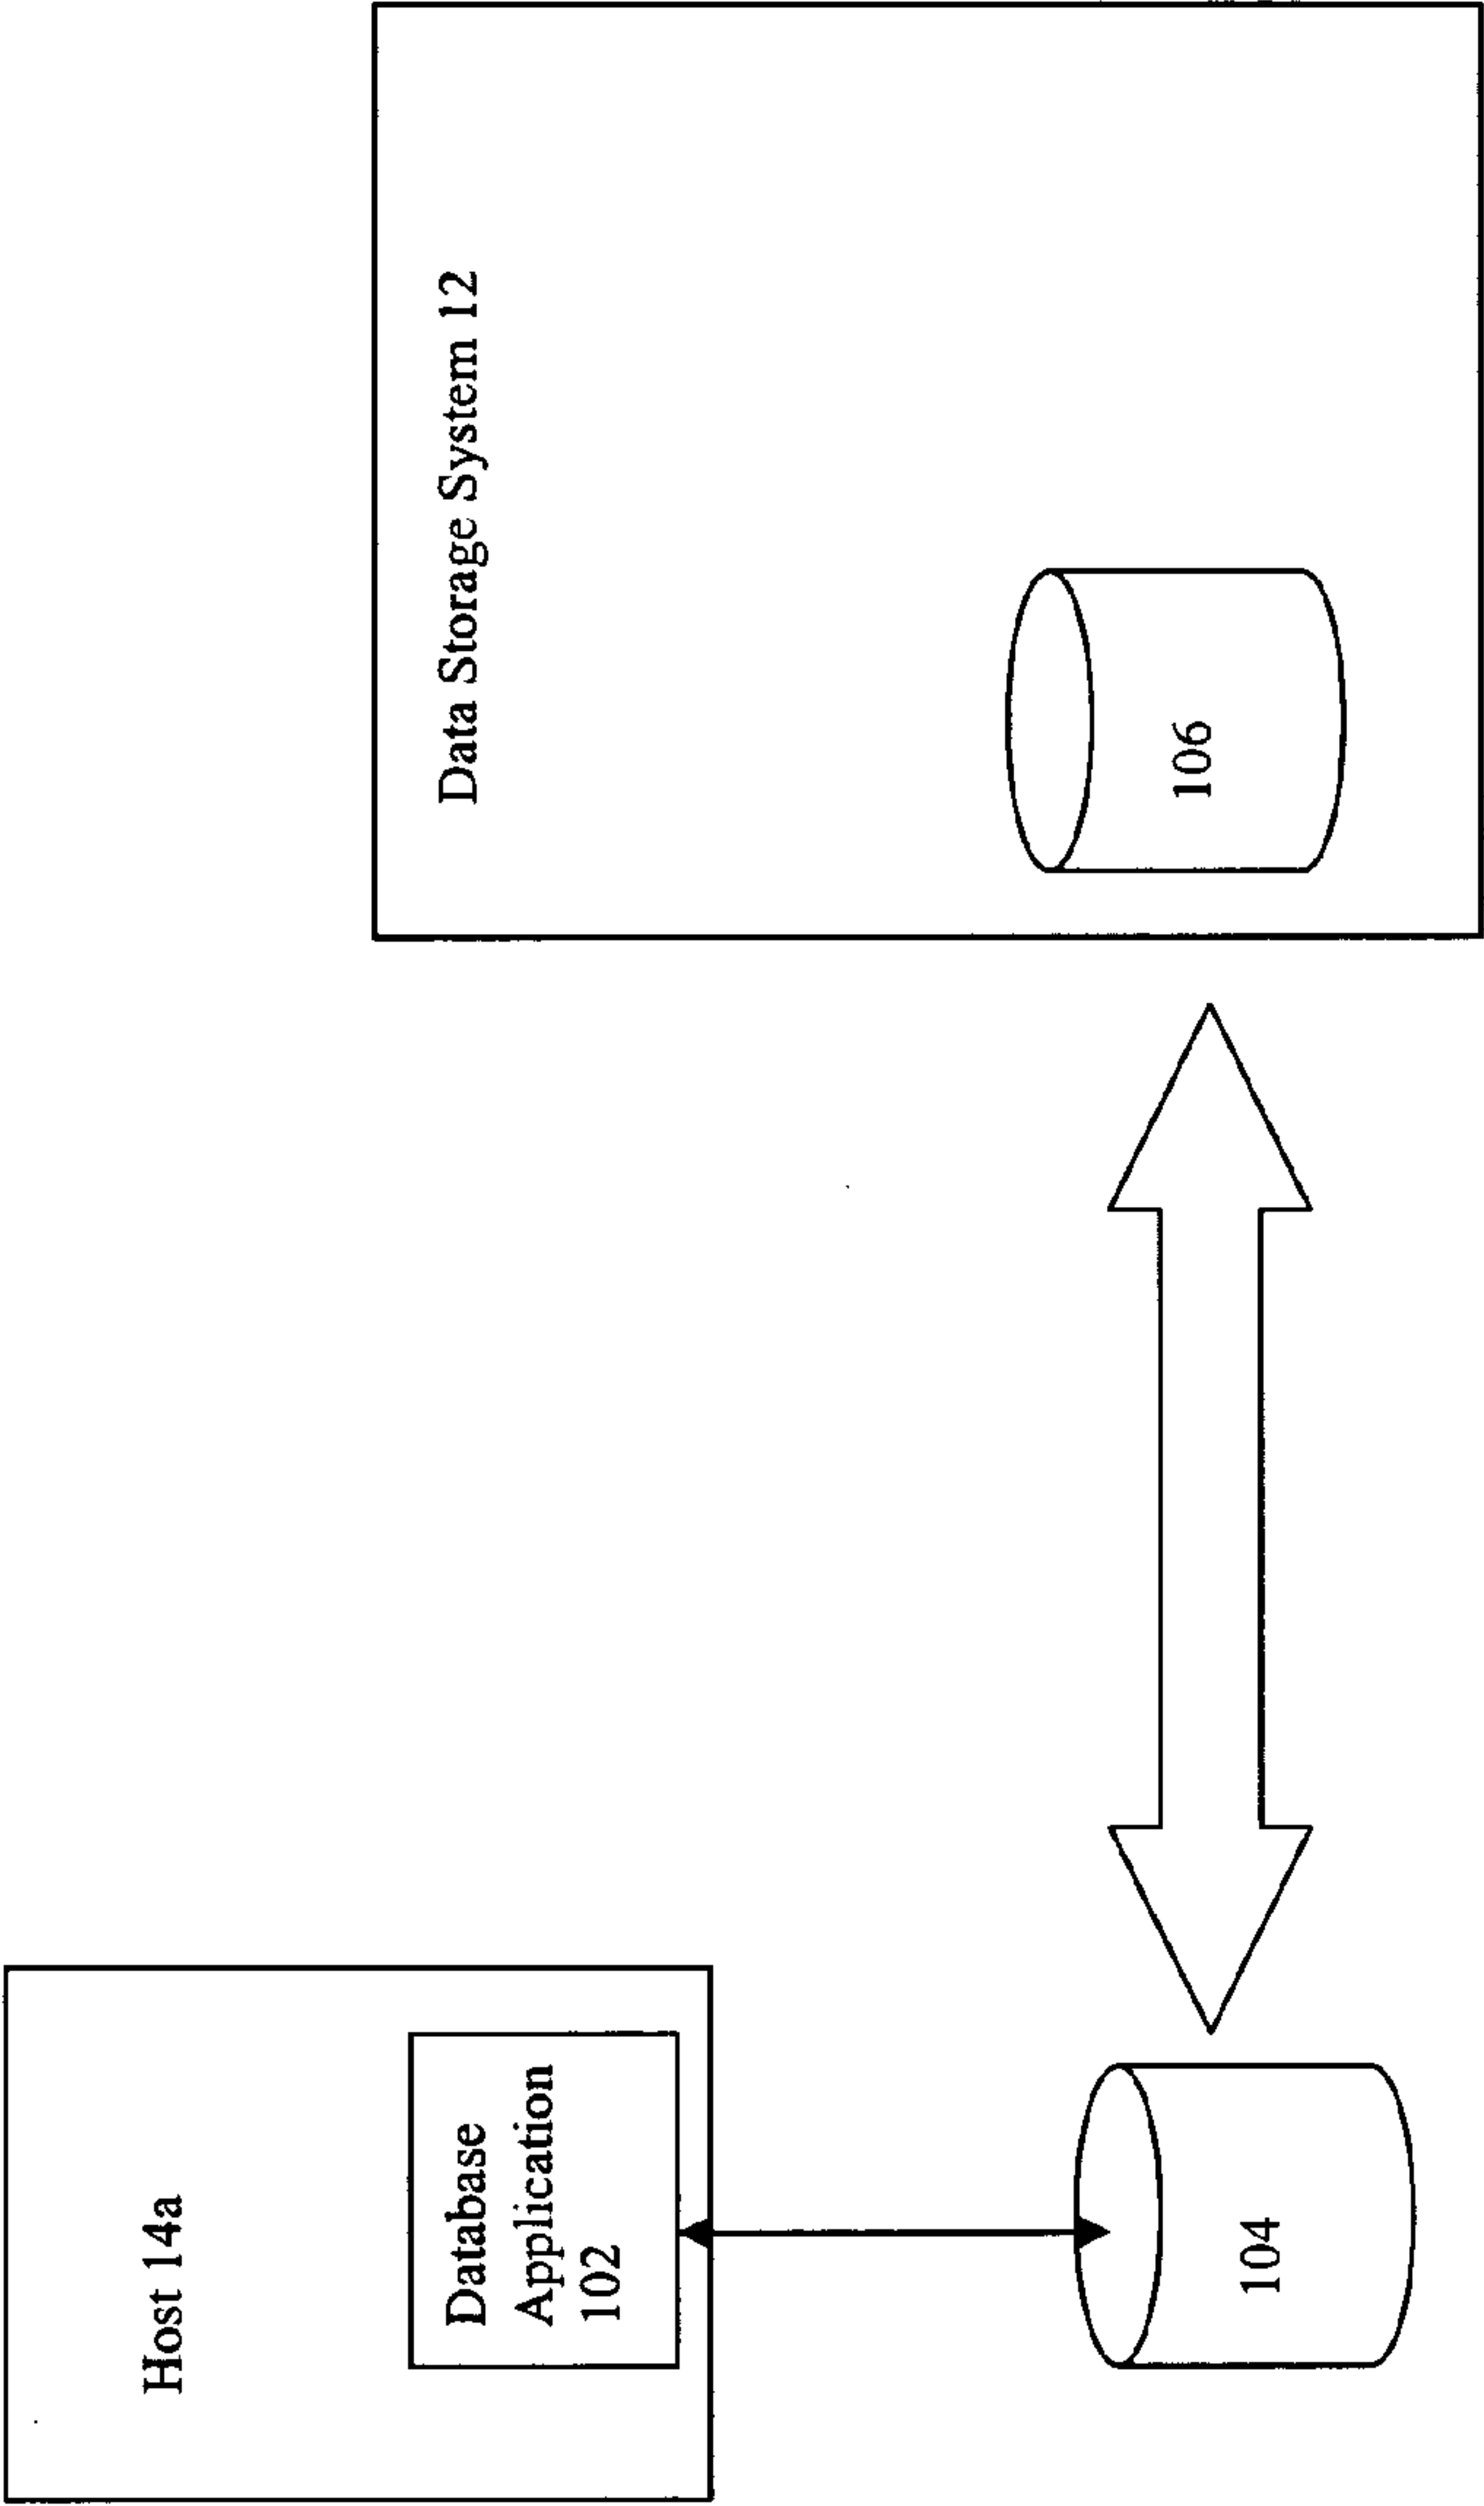 Host 14a
Database
Application
102
104
Data Storage System 12
106